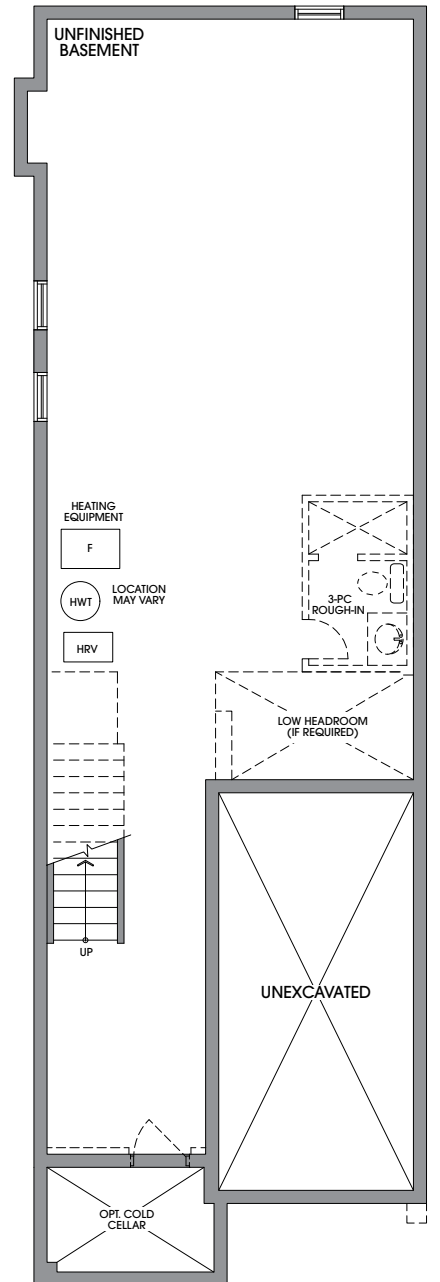 UNFINISHED
BASEMENT
HEATING
EQUIPMENT
F
HWT
LOCATION
MAY VARY
HRV
3-PC
ROUGH-IN
LOW HEADROOM
(IF REQUIRED)
UP
UNEXCAVATED
OPT. COLD
CELLAR